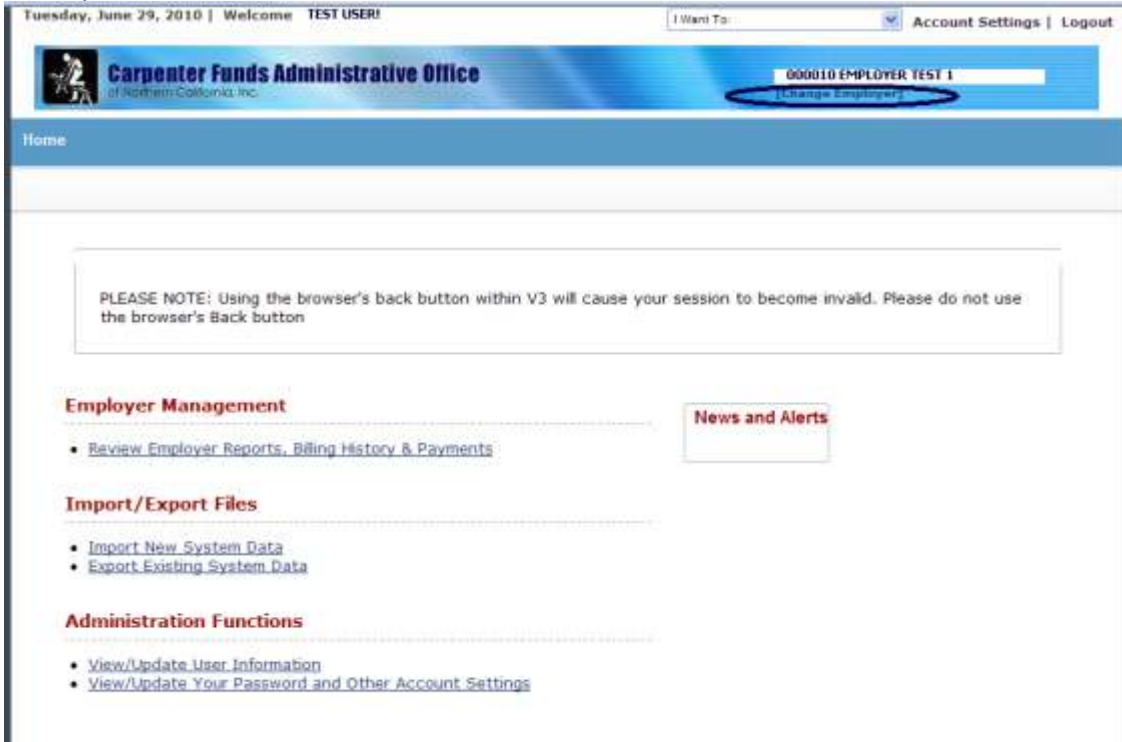 Tuesday, June 29, 2010 | Welcome TEST USER!
I Want To:
Account Settings | Logout
Carpenter Funds Administrative Office
of Northern California, Inc.
000010 EMPLOYER TEST 1
[Change Employer]
Home
PLEASE NOTE: Using the browser's back button within V3 will cause your session to become invalid. Please do not use
the browser's Back button
Employer Management
News and Alerts
• Review Employer Reports, Billing History & Payments
Import/Export Files
• Import New System Data
• Export Existing System Data
Administration Functions
• View/Update User Information
• View/Update Your Password and Other Account Settings